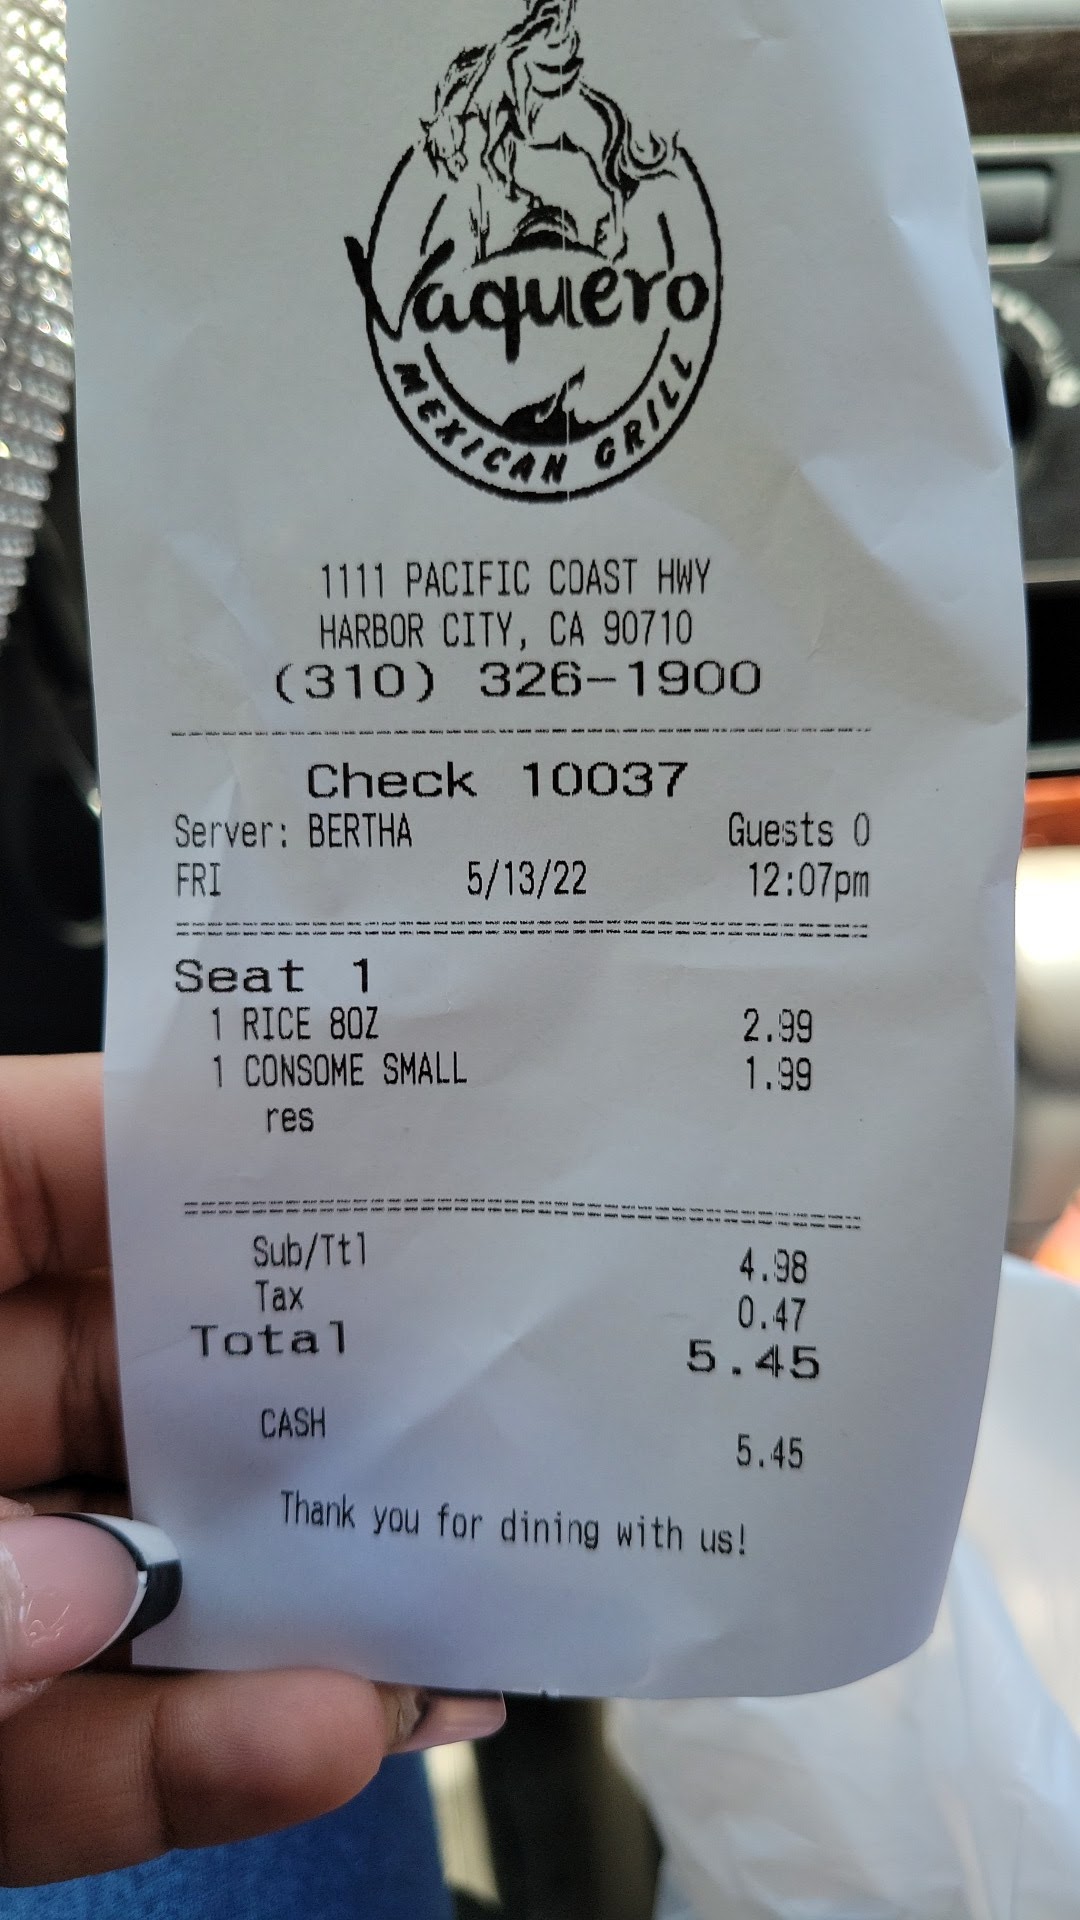 Vaquero
MEXICAN GRILL
1111 PACIFIC COAST HWY
HARBOR CITY, CA 90710
(310) 326-1900
Check 10037
Server: BERTHA Guests 0
FRI 5/13/22 12:07pm
Seat 1
1 RICE 8OZ 2.99
1 CONSOME SMALL 1.99
res
Sub/Ttl 4.98
Tax 0.47
Total 5.45
CASH 5.45
Thank you for dining with us!